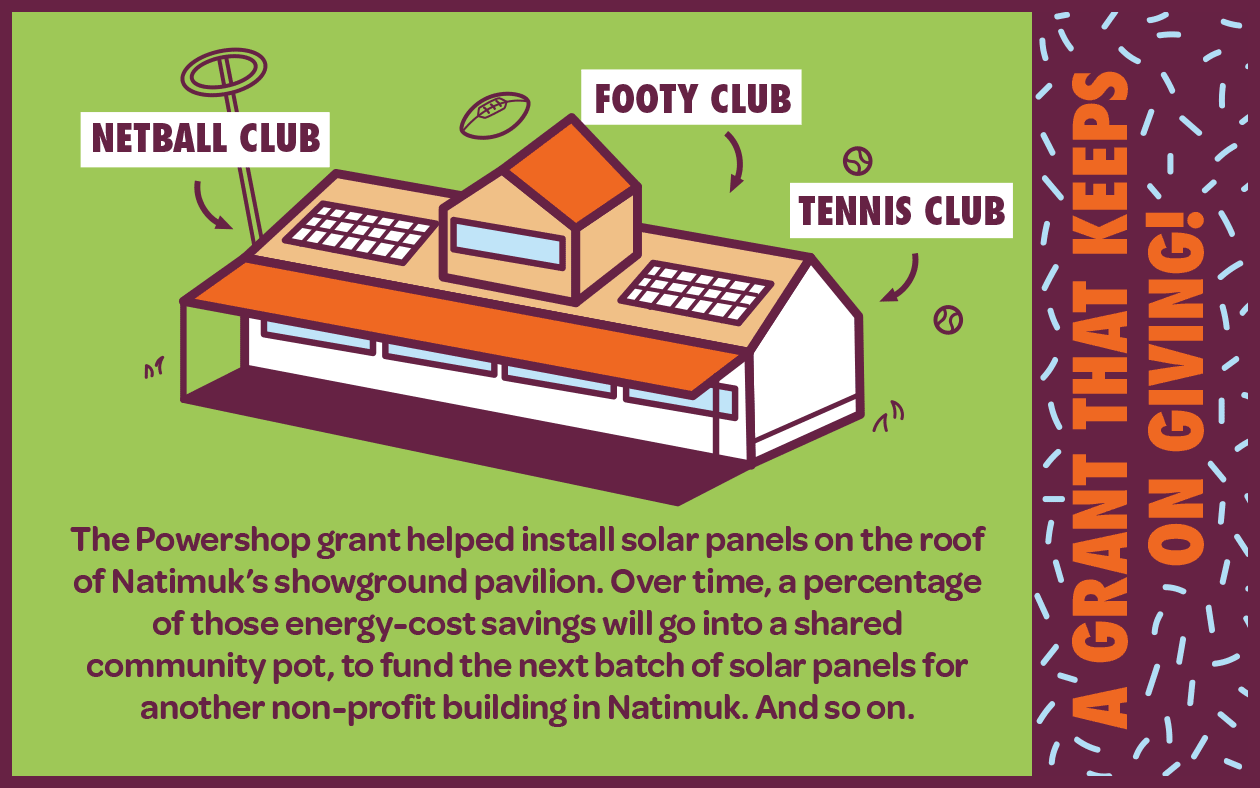 NETBALL CLUB
FOOTY CLUB
TENNIS CLUB
The Powershop grant helped install solar panels on the roof
of Natimuk's showground pavilion. Over time, a percentage
of those energy-cost savings will go into a shared
community pot, to fund the next batch of solar panels for
another non-profit building in Natimuk. And so on.
A GRANT THAT KEEPS
ON GIVING!